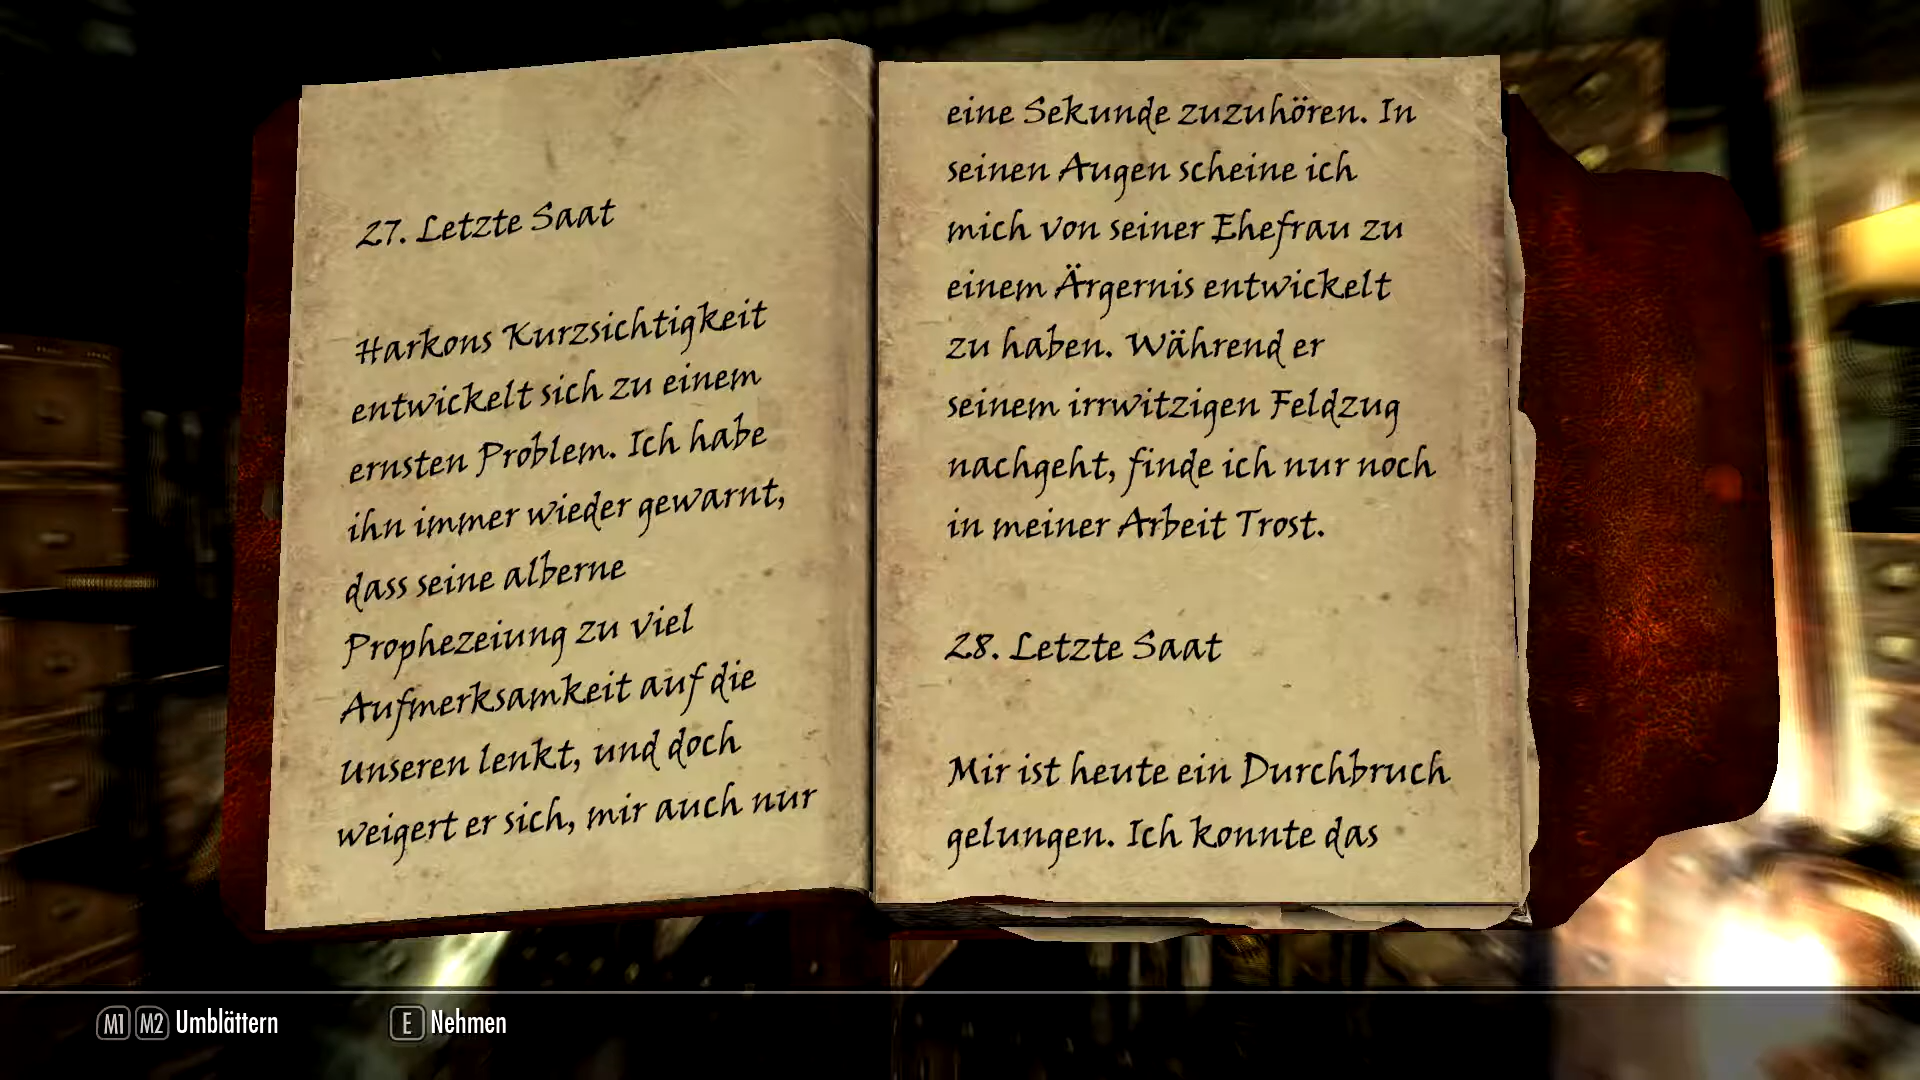 27. Letzte Saat
Harkons Kurzsichtigkeit
entwickelt sich zu einem
ernsten Problem. Ich habe
ihn immer wieder gewarnt,
dass seine alberne
Prophezeiung zu viel
Aufmerksamkeit auf die
Unseren lenkt, und doch
weigert er sich, mir auch nur
eine Sekunde zuzuhören. In
seinen Augen scheine ich
mich von seiner Ehefrau zu
einem Ärgernis entwickelt
zu haben. Während er
seinem irrwitzigen Feldzug
nachgeht, finde ich nur noch
in meiner Arbeit Trost.
28. Letzte Saat
Mir ist heute ein Durchbruch
gelungen. Ich konnte das
M1 M2 Umblättern
E Nehmen